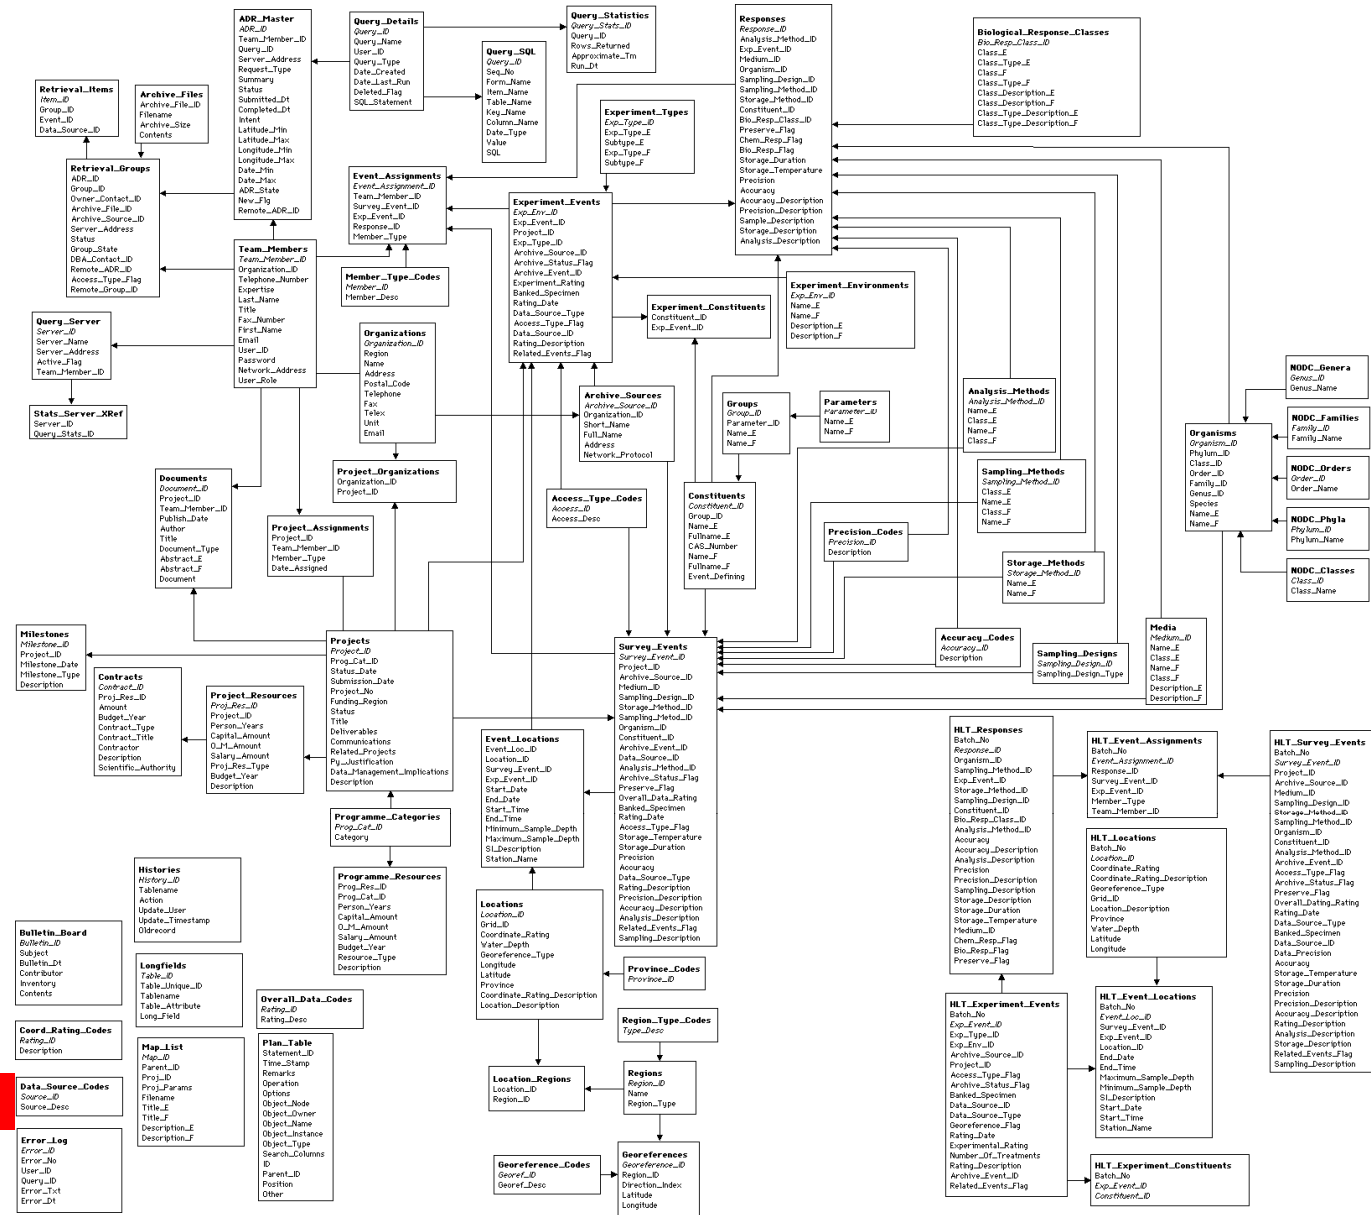 ADR_Master
ADR_ID
Team_Member_ID
Query_ID
Server_Address
Request_Type
Summary
Status
Submitted_Dt
Completed_Dt
Intent
Latitude_Min
Latitude_Max
Longitude_Min
Longitude_Max
Date_Min
Date_Max
ADR_State
New_Flg
Remote_ADR_ID
Query_Details
Query_ID
Query_Name
User_ID
Query_Type
Date_Created
Date_Last_Run
Deleted_Flag
SQL_Statement
Query_Statistics
Query_Stats_ID
Query_ID
Rows_Returned
Approximate_Tm
Run_Dt
Query_SQL
Query_ID
Seq_No
Form_Name
Item_Name
Table_Name
Key_Name
Column_Name
Date_Type
Value
SQL
Responses
Response_ID
Analysis_Method_ID
Exp_Event_ID
Medium_ID
Organism_ID
Sampling_Design_ID
Sampling_Method_ID
Storage_Method_ID
Constituent_ID
Bio_Resp_Class_ID
Preserve_Flag
Chem_Resp_Flag
Bio_Resp_Flag
Storage_Duration
Storage_Temperature
Precision
Accuracy
Accuracy_Description
Precision_Description
Sample_Description
Storage_Description
Analysis_Description
Biological_Response_Classes
Bio_Resp_Class_ID
Class_E
Class_Type_E
Class_F
Class_Type_F
Class_Description_E
Class_Description_F
Class_Type_Description_E
Class_Type_Description_F
Retrieval_Items
Item_ID
Group_ID
Event_ID
Data_Source_ID
Archive_Files
Archive_File_ID
Filename
Archive_Size
Contents
Retrieval_Groups
ADR_ID
Group_ID
Owner_Contact_ID
Archive_File_ID
Archive_Source_ID
Server_Address
Status
Group_State
DBA_Contact_ID
Remote_ADR_ID
Access_Type_Flag
Remote_Group_ID
Experiment_Types
Exp_Type_ID
Exp_Type_E
Subtype_E
Exp_Type_F
Subtype_F
Event_Assignments
Event_Assignment_ID
Team_Member_ID
Survey_Event_ID
Exp_Event_ID
Response_ID
Member_Type
Experiment_Events
Exp_Env_ID
Exp_Event_ID
Project_ID
Exp_Type_ID
Archive_Source_ID
Archive_Status_Flag
Archive_Event_ID
Experiment_Rating
Banked_Specimen
Rating_Date
Data_Source_Type
Access_Type_Flag
Data_Source_ID
Rating_Description
Related_Events_Flag
Team_Members
Team_Member_ID
Organization_ID
Telephone_Number
Expertise
Last_Name
Title
Fax_Number
First_Name
Email
User_ID
Password
Network_Address
User_Role
Member_Type_Codes
Member_ID
Member_Desc
Experiment_Environments
Exp_Env_ID
Name_E
Name_F
Description_E
Description_F
Experiment_Constituents
Constituent_ID
Exp_Event_ID
Query_Server
Server_ID
Server_Name
Server_Address
Active_Flag
Team_Member_ID
Organizations
Organization_ID
Region
Name
Address
Postal_Code
Telephone
Fax
Telex
Unit
Email
Stats_Server_XRef
Server_ID
Query_Stats_ID
Archive_Sources
Archive_Source_ID
Organization_ID
Short_Name
Full_Name
Address
Network_Protocol
Groups
Group_ID
Parameter_ID
Name_E
Name_F
Parameters
Parameter_ID
Name_E
Name_F
Analysis_Methods
Analysis_Method_ID
Name_E
Class_E
Name_F
Class_F
NODC_Genera
Genus_ID
Genus_Name
NODC_Families
Family_ID
Family_Name
Organisms
Organism_ID
Phylum_ID
Class_ID
Order_ID
Family_ID
Genus_ID
Species
Name_E
Name_F
NODC_Orders
Order_ID
Order_Name
NODC_Phyla
Phylum_ID
Phylum_Name
NODC_Classes
Class_ID
Class_Name
Documents
Document_ID
Project_ID
Team_Member_ID
Publish_Date
Author
Title
Document_Type
Abstract_E
Abstract_F
Document
Project_Organizations
Organization_ID
Project_ID
Project_Assignments
Project_ID
Team_Member_ID
Member_Type
Date_Assigned
Access_Type_Codes
Access_ID
Access_Desc
Constituents
Constituent_ID
Group_ID
Name_E
Fullname_E
CAS_Number
Name_F
Fullname_F
Event_Defining
Sampling_Methods
Sampling_Method_ID
Class_E
Name_E
Class_F
Name_F
Precision_Codes
Precision_ID
Description
Storage_Methods
Storage_Method_ID
Name_E
Name_F
Milestones
Milestone_ID
Project_ID
Milestone_Date
Milestone_Type
Description
Contracts
Contract_ID
Proj_Res_ID
Amount
Budget_Year
Contract_Type
Contract_Title
Contractor
Description
Scientific_Authority
Project_Resources
Proj_Res_ID
Project_ID
Person_Years
Capital_Amount
O_M_Amount
Salary_Amount
Proj_Res_Type
Budget_Year
Description
Projects
Project_ID
Prog_Cat_ID
Status_Date
Submission_Date
Project_No
Funding_Region
Status
Title
Deliverables
Communications
Related_Projects
Py_Justification
Data_Management_Implications
Description
Survey_Events
Survey_Event_ID
Project_ID
Archive_Source_ID
Medium_ID
Sampling_Design_ID
Storage_Method_ID
Sampling_Metod_ID
Organism_ID
Constituent_ID
Archive_Event_ID
Data_Source_ID
Analysis_Method_ID
Archive_Status_Flag
Preserve_Flag
Overall_Data_Rating
Banked_Specimen
Rating_Date
Access_Type_Flag
Storage_Temperature
Storage_Duration
Precision
Accuracy
Data_Source_Type
Rating_Description
Precision_Description
Accuracy_Description
Analysis_Description
Related_Events_Flag
Sampling_Description
Accuracy_Codes
Accuracy_ID
Description
Sampling_Designs
Sampling_Design_ID
Sampling_Design_Type
Media
Medium_ID
Name_E
Class_E
Name_F
Class_F
Description_E
Description_F
Event_Locations
Event_Loc_ID
Location_ID
Survey_Event_ID
Exp_Event_ID
Start_Date
End_Date
Start_Time
End_Time
Minimum_Sample_Depth
Maximum_Sample_Depth
SI_Description
Station_Name
Programme_Categories
Prog_Cat_ID
Category
Programme_Resources
Prog_Res_ID
Prog_Cat_ID
Person_Years
Capital_Amount
O_M_Amount
Salary_Amount
Budget_Year
Resource_Type
Description
Histories
History_ID
Tablename
Action
Update_User
Update_Timestamp
Oldrecord
Bulletin_Board
Bulletin_ID
Subject
Bulletin_Dt
Contributor
Inventory
Contents
Longfields
Table_ID
Table_Unique_ID
Tablename
Table_Attribute
Long_Field
Overall_Data_Codes
Rating_ID
Rating_Desc
Coord_Rating_Codes
Rating_ID
Description
Map_List
Map_ID
Parent_ID
Proj_ID
Proj_Params
Filename
Title_E
Title_F
Description_E
Description_F
Plan_Table
Statement_ID
Time_Stamp
Remarks
Operation
Options
Object_Node
Object_Owner
Object_Name
Object_Instance
Object_Type
Search_Columns
ID
Parent_ID
Position
Other
Data_Source_Codes
Source_ID
Source_Desc
Error_Log
Error_ID
Error_No
User_ID
Query_ID
Error_Txt
Error_Dt
Locations
Location_ID
Grid_ID
Coordinate_Rating
Water_Depth
Georeference_Type
Longitude
Latitude
Province
Coordinate_Rating_Description
Location_Description
Province_Codes
Province_ID
Region_Type_Codes
Type_Desc
Location_Regions
Location_ID
Region_ID
Regions
Region_ID
Name
Region_Type
Georeference_Codes
Georef_ID
Georef_Desc
Georeferences
Georeference_ID
Region_ID
Direction_Index
Latitude
Longitude
HLT_Responses
Batch_No
Response_ID
Organism_ID
Sampling_Method_ID
Exp_Event_ID
Storage_Method_ID
Sampling_Design_ID
Constituent_ID
Bio_Resp_Class_ID
Analysis_Method_ID
Accuracy
Accuracy_Description
Analysis_Description
Precision
Precision_Description
Sampling_Description
Storage_Description
Storage_Duration
Storage_Temperature
Medium_ID
Chem_Resp_Flag
Bio_Resp_Flag
Preserve_Flag
HLT_Event_Assignments
Batch_No
Event_Assignment_ID
Response_ID
Survey_Event_ID
Exp_Event_ID
Member_Type
Team_Member_ID
HLT_Survey_Events
Batch_No
Survey_Event_ID
Project_ID
Archive_Source_ID
Medium_ID
Sampling_Design_ID
Storage_Method_ID
Sampling_Method_ID
Organism_ID
Constituent_ID
Analysis_Method_ID
Archive_Event_ID
Access_Type_Flag
Archive_Status_Flag
Preserve_Flag
Overall_Dating_Rating
Rating_Date
Data_Source_Type
Banked_Specimen
Data_Source_ID
Data_Precision
Accuracy
Storage_Temperature
Storage_Duration
Precision
Precision_Description
Accuracy_Description
Rating_Description
Analysis_Description
Storage_Description
Related_Events_Flag
Sampling_Description
HLT_Locations
Batch_No
Location_ID
Coordinate_Rating
Coordinate_Rating_Description
Georeference_Type
Grid_ID
Location_Description
Province
Water_Depth
Latitude
Longitude
HLT_Experiment_Events
Batch_No
Exp_Event_ID
Exp_Type_ID
Exp_Env_ID
Archive_Source_ID
Project_ID
Access_Type_Flag
Archive_Status_Flag
Banked_Specimen
Data_Source_ID
Data_Source_Type
Georeference_Flag
Rating_Date
Experimental_Rating
Number_Of_Treatments
Rating_Description
Archive_Event_ID
Related_Events_Flag
HLT_Event_Locations
Batch_No
Event_Loc_ID
Survey_Event_ID
Exp_Event_ID
Location_ID
End_Date
End_Time
Maximum_Sample_Depth
Minimum_Sample_Depth
SI_Description
Start_Date
Start_Time
Station_Name
HLT_Experiment_Constituents
Batch_No
Exp_Event_ID
Constituent_ID